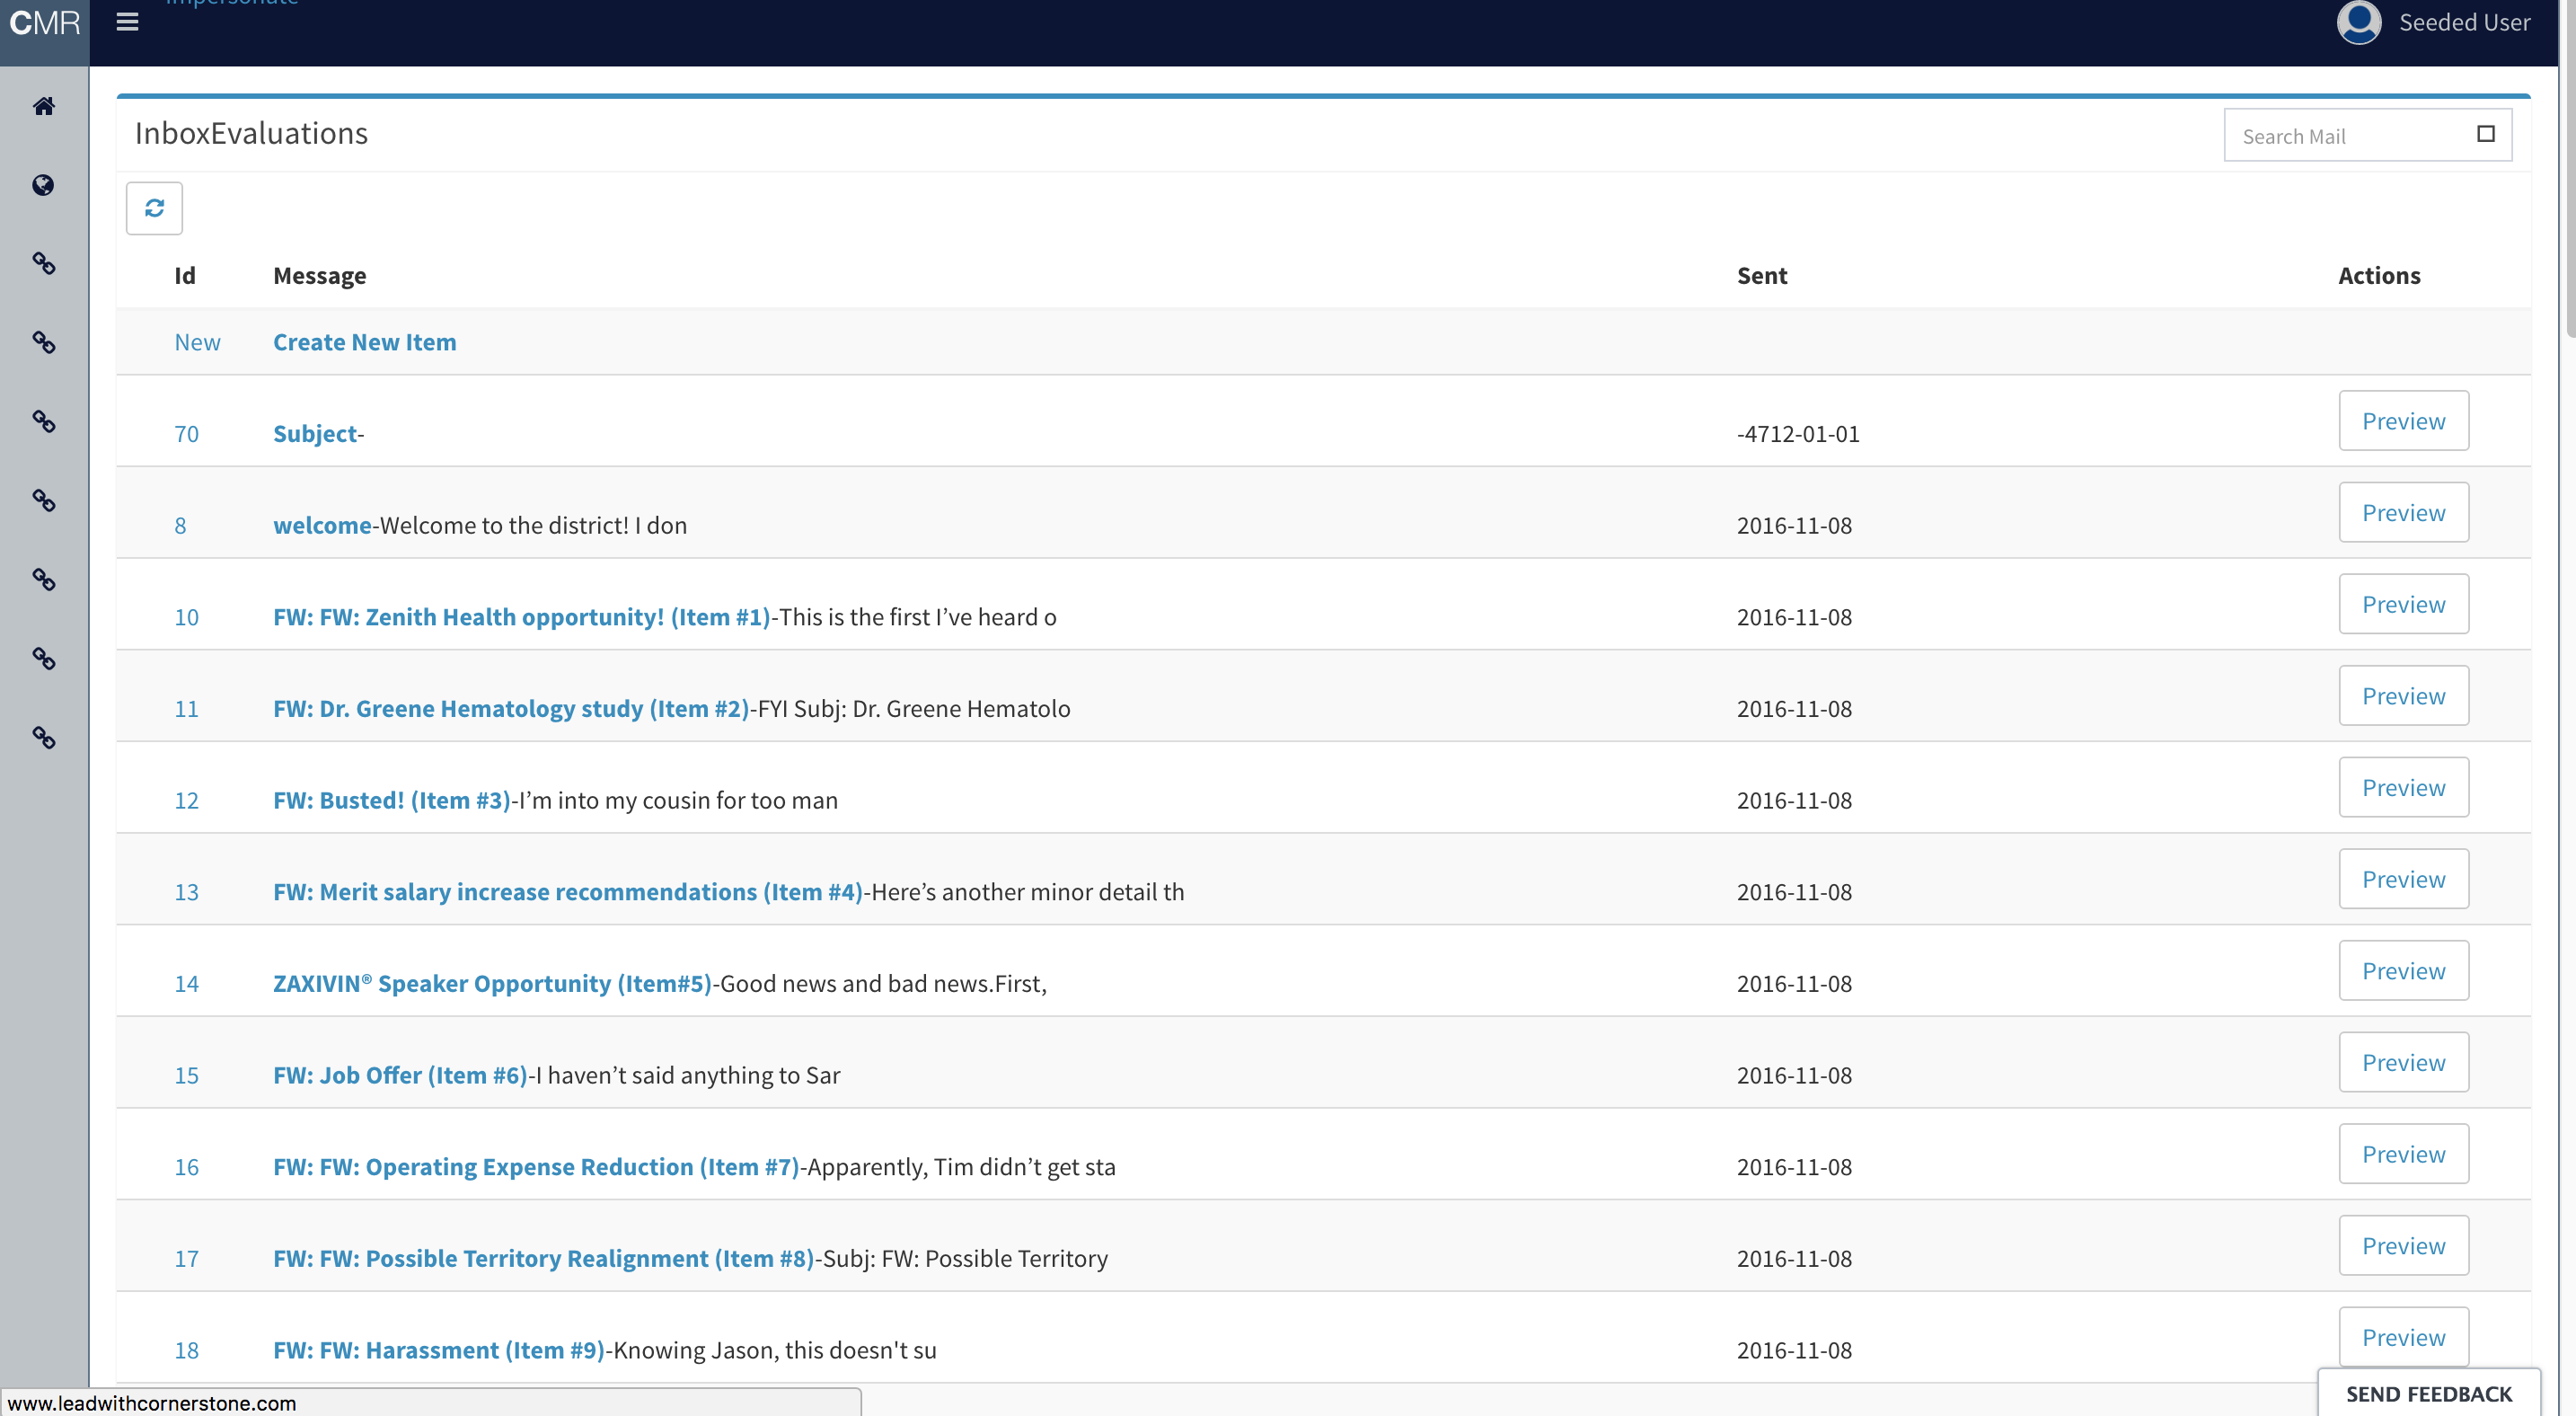 Impersonate
CMR
Seeded User
InboxEvaluations
Search Mail
Id Message Sent Actions
New Create New Item
70 Subject- -4712-01-01 Preview
8 welcome-Welcome to the district! I don 2016-11-08 Preview
10 FW: FW: Zenith Health opportunity! (Item #1)-This is the first I’ve heard o 2016-11-08 Preview
11 FW: Dr. Greene Hematology study (Item #2)-FYI Subj: Dr. Greene Hematolo 2016-11-08 Preview
12 FW: Busted! (Item #3)-I’m into my cousin for too man 2016-11-08 Preview
13 FW: Merit salary increase recommendations (Item #4)-Here’s another minor detail th 2016-11-08 Preview
14 ZAXIVIN® Speaker Opportunity (Item#5)-Good news and bad news.First, 2016-11-08 Preview
15 FW: Job Offer (Item #6)-I haven’t said anything to Sar 2016-11-08 Preview
16 FW: FW: Operating Expense Reduction (Item #7)-Apparently, Tim didn’t get sta 2016-11-08 Preview
17 FW: FW: Possible Territory Realignment (Item #8)-Subj: FW: Possible Territory 2016-11-08 Preview
18 FW: FW: Harassment (Item #9)-Knowing Jason, this doesn't su 2016-11-08 Preview
www.leadwithcornerstone.com
SEND FEEDBACK